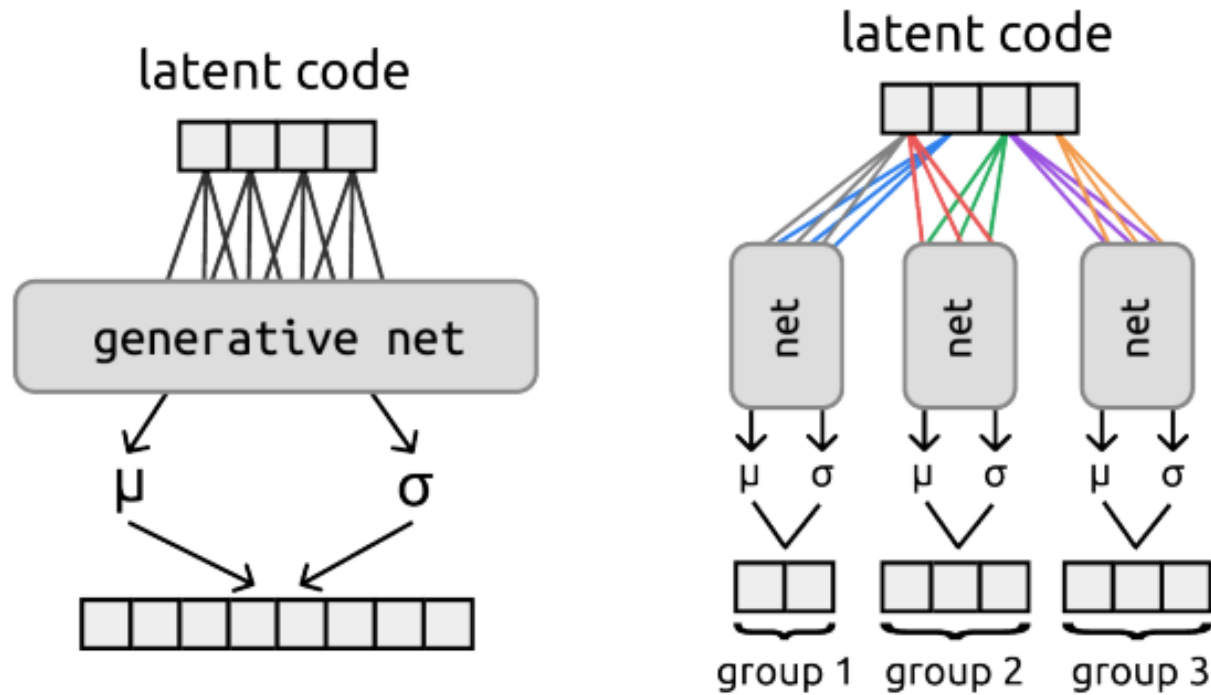 latent code
generative net
μ σ
latent code
net net net
μ σ μ σ μ σ
group 1 group 2 group 3